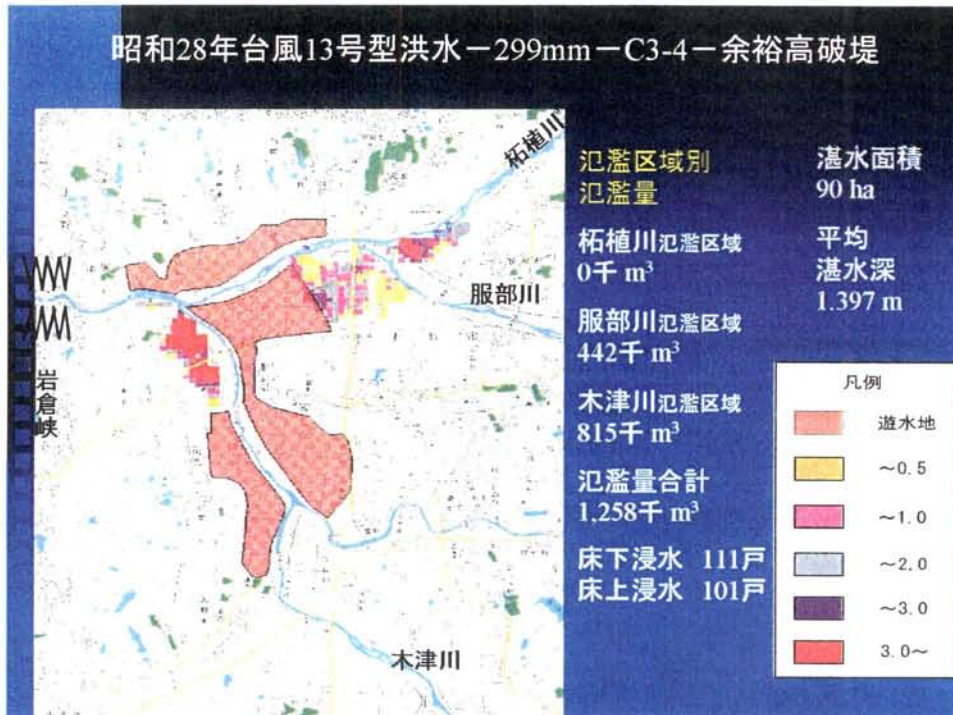 昭和28年台風13号型洪水－299mm－C3-4－余裕高破堤
柘植川
服部川
岩倉峡
木津川
氾濫区域別
氾濫量
柘植川氾濫区域
0千 m³
服部川氾濫区域
442千 m³
木津川氾濫区域
815千 m³
氾濫量合計
1,258千 m³
床下浸水 111戸
床上浸水 101戸
湛水面積
90 ha
平均
湛水深
1.397 m
凡例
遊水地
～0.5
～1.0
～2.0
～3.0
3.0～